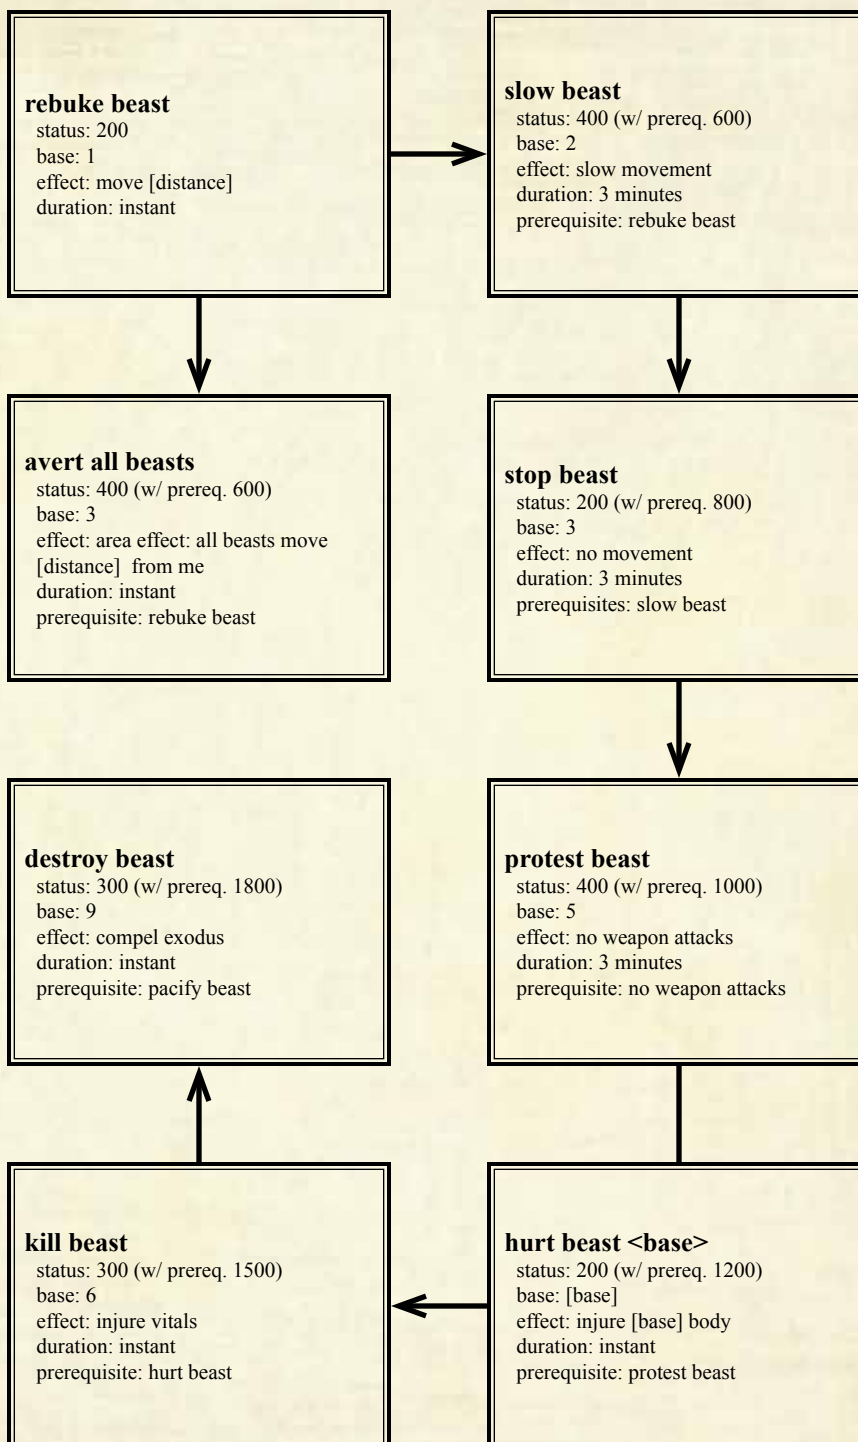 rebuke beast
status: 200
base: 1
effect: move [distance]
duration: instant
slow beast
status: 400 (w/ prereq. 600)
base: 2
effect: slow movement
duration: 3 minutes
prerequisite: rebuke beast
avert all beasts
status: 400 (w/ prereq. 600)
base: 3
effect: area effect: all beasts move
[distance] from me
duration: instant
prerequisite: rebuke beast
stop beast
status: 200 (w/ prereq. 800)
base: 3
effect: no movement
duration: 3 minutes
prerequisites: slow beast
destroy beast
status: 300 (w/ prereq. 1800)
base: 9
effect: compel exodus
duration: instant
prerequisite: pacify beast
protest beast
status: 400 (w/ prereq. 1000)
base: 5
effect: no weapon attacks
duration: 3 minutes
prerequisite: no weapon attacks
kill beast
status: 300 (w/ prereq. 1500)
base: 6
effect: injure vitals
duration: instant
prerequisite: hurt beast
hurt beast <base>
status: 200 (w/ prereq. 1200)
base: [base]
effect: injure [base] body
duration: instant
prerequisite: protest beast